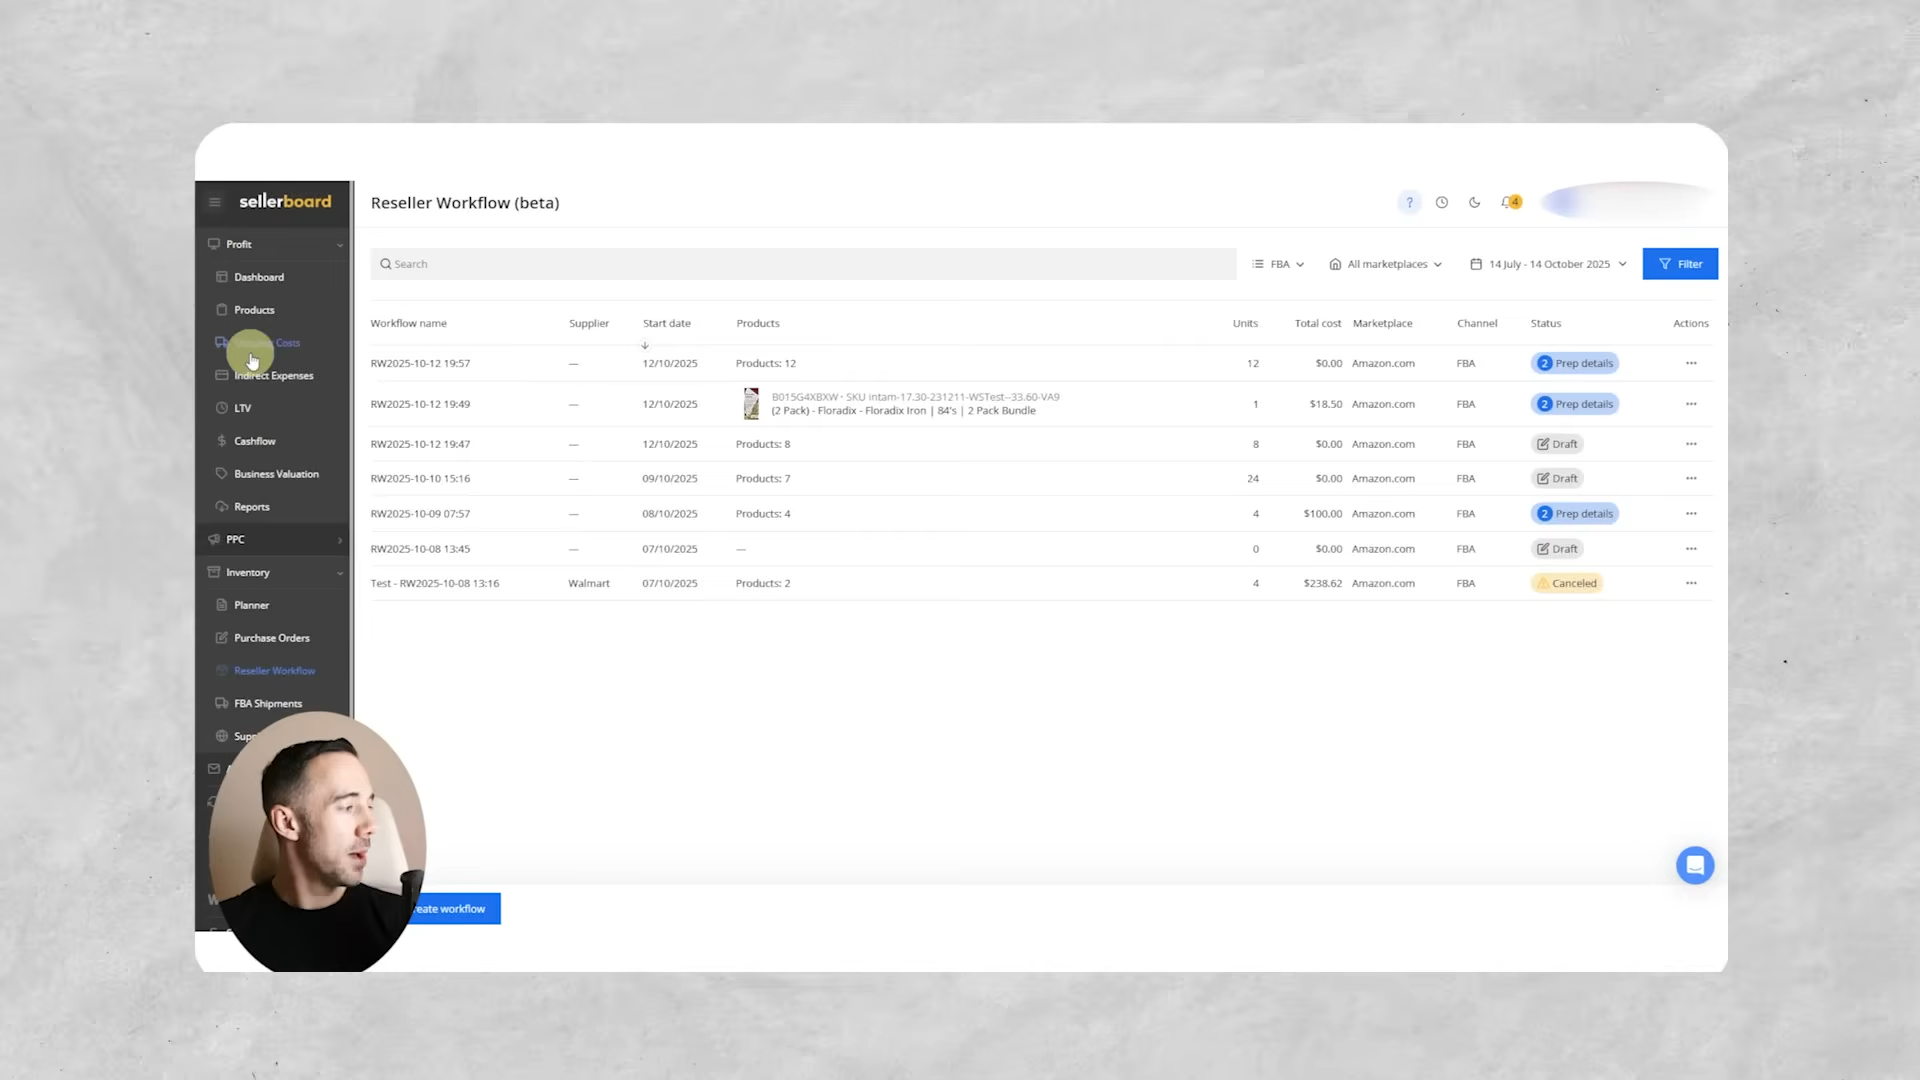 sellerboard
Reseller Workflow (beta)
?
4
Profit
Dashboard
Products
Costs
Indirect Expenses
LTV
Cashflow
Business Valuation
Reports
PPC
Inventory
Planner
Purchase Orders
Reseller Workflow
FBA Shipments
Search
FBA
All marketplaces
14 July - 14 October 2025
Filter
Workflow name Supplier Start date Products Units Total cost Marketplace Channel Status Actions
RW2025-10-12 19:57 — 12/10/2025 Products: 12 12 $0.00 Amazon.com FBA 2 Prep details ...
B015G4XBXW • SKU intam-17.30-231211-WSTest--33.60-VA9
RW2025-10-12 19:49 — 12/10/2025 (2 Pack) - Floradix - Floradix Iron | 84's | 2 Pack Bundle 1 $18.50 Amazon.com FBA 2 Prep details ...
RW2025-10-12 19:47 — 12/10/2025 Products: 8 8 $0.00 Amazon.com FBA Draft ...
RW2025-10-10 15:16 — 09/10/2025 Products: 7 24 $0.00 Amazon.com FBA Draft ...
RW2025-10-09 07:57 — 08/10/2025 Products: 4 4 $100.00 Amazon.com FBA 2 Prep details ...
RW2025-10-08 13:45 — 07/10/2025 — 0 $0.00 Amazon.com FBA Draft ...
Test - RW2025-10-08 13:16 Walmart 07/10/2025 Products: 2 4 $238.62 Amazon.com FBA Canceled ...
workflow